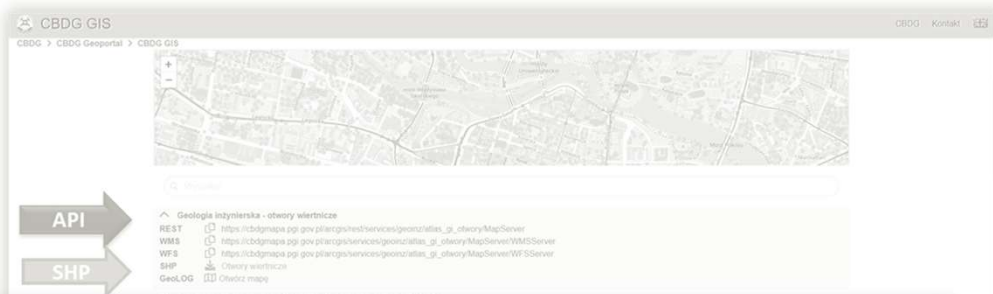 CBDG GIS
CBDG Kontakt
CBDG > CBDG Geoportal > CBDG GIS
+
−
Geologia inżynierska - otwory wiertnicze
API
REST https://cbdgmapa.pgi.gov.pl/arcgis/rest/services/geoinz/atlas_gi_otwory/MapServer
WMS https://cbdgmapa.pgi.gov.pl/arcgis/services/geoinz/atlas_gi_otwory/MapServer/WMSServer
WFS https://cbdgmapa.pgi.gov.pl/arcgis/services/geoinz/atlas_gi_otwory/MapServer/WFSServer
SHP Otwory wiertnicze
SHP
GeoLOG Otwórz mapę